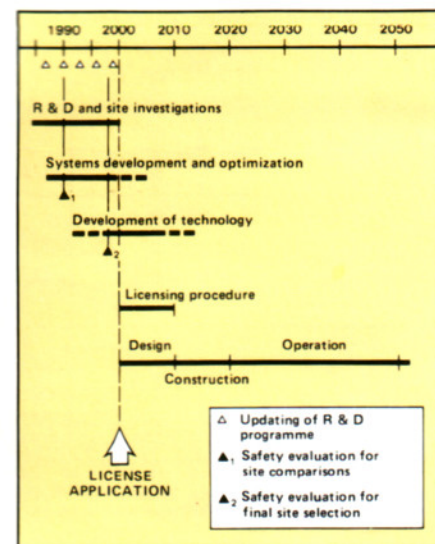 1990 2000 2010 2020 2030 2040 2050
R & D and site investigations
Systems development and optimization
1
Development of technology
2
Licensing procedure
Design Operation
Construction
LICENSE
APPLICATION
△ Updating of R & D
programme
▲1 Safety evaluation for
site comparisons
▲2 Safety evaluation for
final site selection